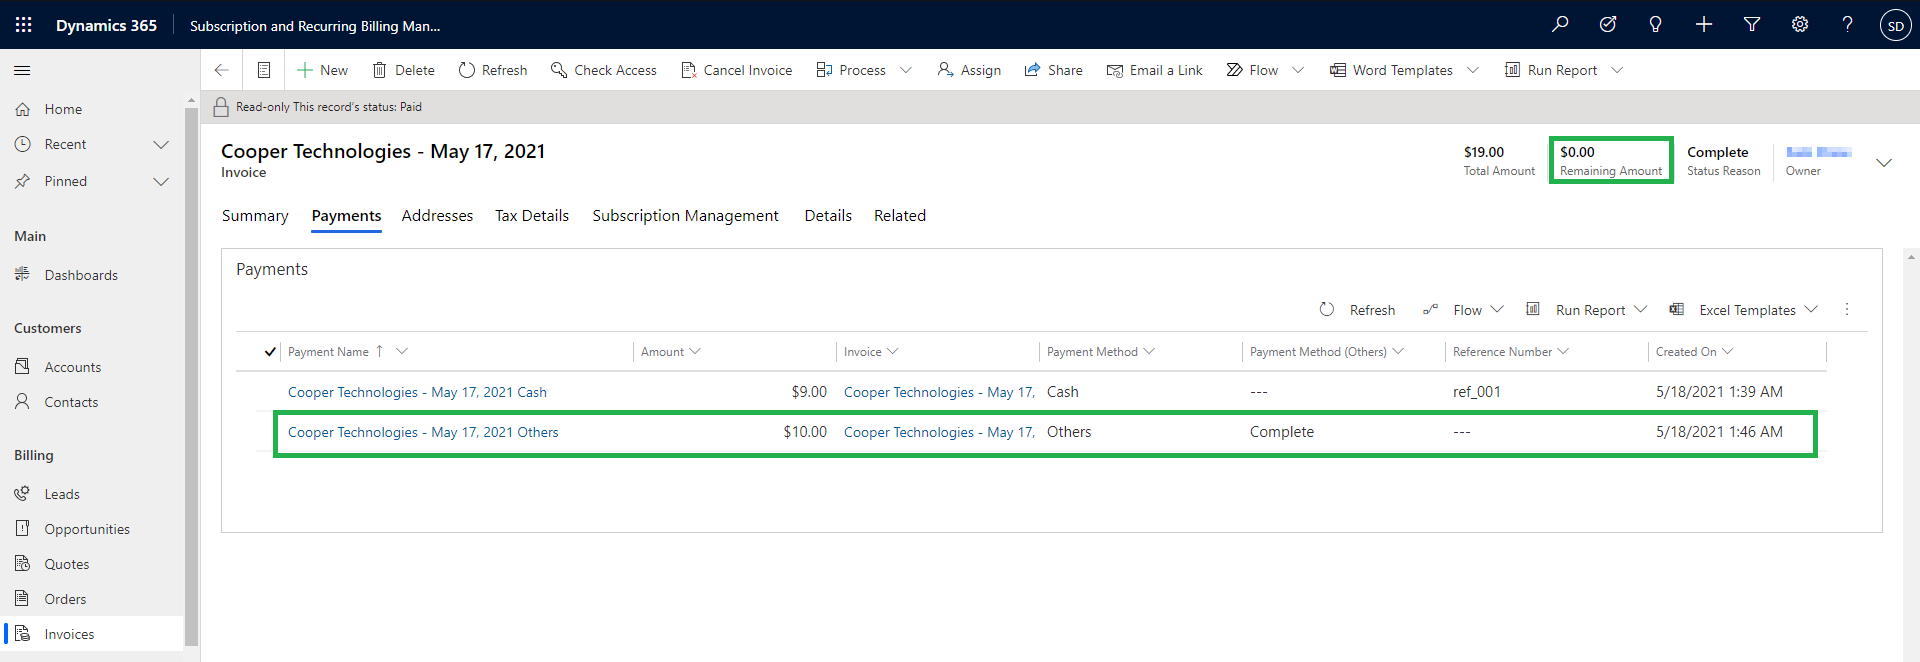 Dynamics 365 Subscription and Recurring Billing Man... SD
New Delete Refresh Check Access Cancel Invoice Process Assign Share Email a Link Flow Word Templates Run Report
Read-only This record's status: Paid
Home
Recent
Pinned
Main
Dashboards
Customers
Accounts
Contacts
Billing
Leads
Opportunities
Quotes
Orders
Invoices
Cooper Technologies - May 17, 2021
Invoice
$19.00
Total Amount
$0.00
Remaining Amount
Complete
Status Reason
Owner
Summary Payments Addresses Tax Details Subscription Management Details Related
Payments
Refresh Flow Run Report Excel Templates
Payment Name Amount Invoice Payment Method Payment Method (Others) Reference Number Created On
Cooper Technologies - May 17, 2021 Cash $9.00 Cooper Technologies - May 17, Cash --- ref_001 5/18/2021 1:39 AM
Cooper Technologies - May 17, 2021 Others $10.00 Cooper Technologies - May 17, Others Complete --- 5/18/2021 1:46 AM